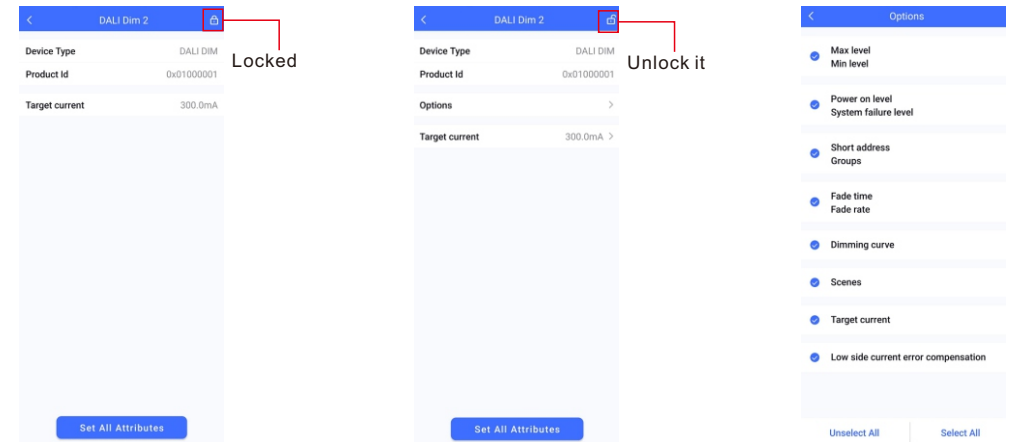 DALI Dim 2
Device Type DALI DIM
Product Id 0x01000001
Target current 300.0mA
Set All Attributes
Locked
DALI Dim 2
Device Type DALI DIM
Product Id 0x01000001
Options
Target current 300.0mA
Set All Attributes
Unlock it
Options
Max level
Min level
Power on level
System failure level
Short address
Groups
Fade time
Fade rate
Dimming curve
Scenes
Target current
Low side current error compensation
Unselect All Select All